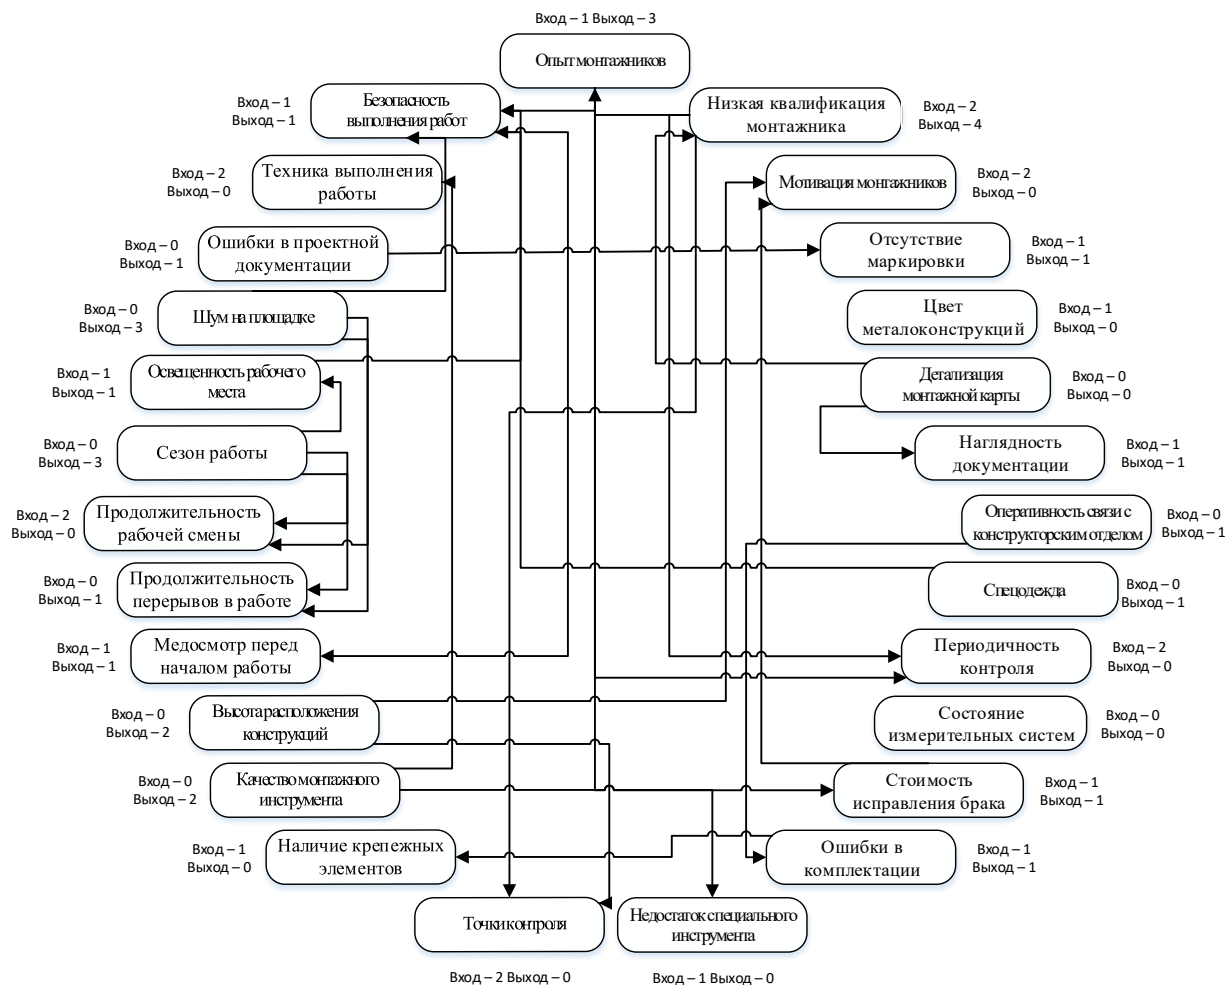 Вход – 1 Выход – 3
Опыт монтажников
Вход – 1
Выход – 1
Безопасность
выполнения работ
Низкая квалификация
монтажника
Вход – 2
Выход – 4
Вход – 2
Выход – 0
Техника выполнения
работы
Мотивация монтажников
Вход – 2
Выход – 0
Вход – 0
Выход – 1
Ошибки в проектной
документации
Отсутствие
маркировки
Вход – 1
Выход – 1
Вход – 0
Выход – 3
Шум на площадке
Цвет
металоконструкций
Вход – 1
Выход – 0
Вход – 1
Выход – 1
Освещенность рабочего
места
Детализация
монтажной карты
Вход – 0
Выход – 0
Вход – 0
Выход – 3
Сезон работы
Наглядность
документации
Вход – 1
Выход – 1
Вход – 2
Выход – 0
Продолжительность
рабочей смены
Оперативность связи с
конструкторским отделом
Вход – 0
Выход – 1
Вход – 0
Выход – 1
Продолжительность
перерывов в работе
Спецодежда
Вход – 0
Выход – 1
Вход – 1
Выход – 1
Медосмотр перед
началом работы
Периодичность
контроля
Вход – 2
Выход – 0
Вход – 0
Выход – 2
Высота расположения
конструкций
Состояние
измерительных систем
Вход – 0
Выход – 0
Вход – 0
Выход – 2
Качество монтажного
инструмента
Стоимость
исправления брака
Вход – 1
Выход – 1
Вход – 1
Выход – 0
Наличие крепежных
элементов
Ошибки в
комплектации
Вход – 1
Выход – 1
Точки контроля
Недостаток специального
инструмента
Вход – 2 Выход – 0
Вход – 1 Выход – 0